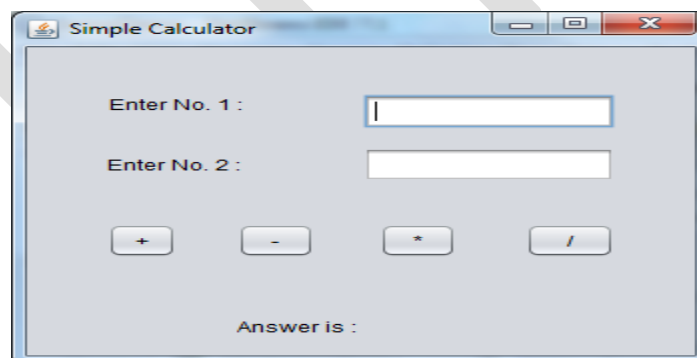 Simple Calculator
Enter No. 1 :
Enter No. 2 :
+ - * /
Answer is :